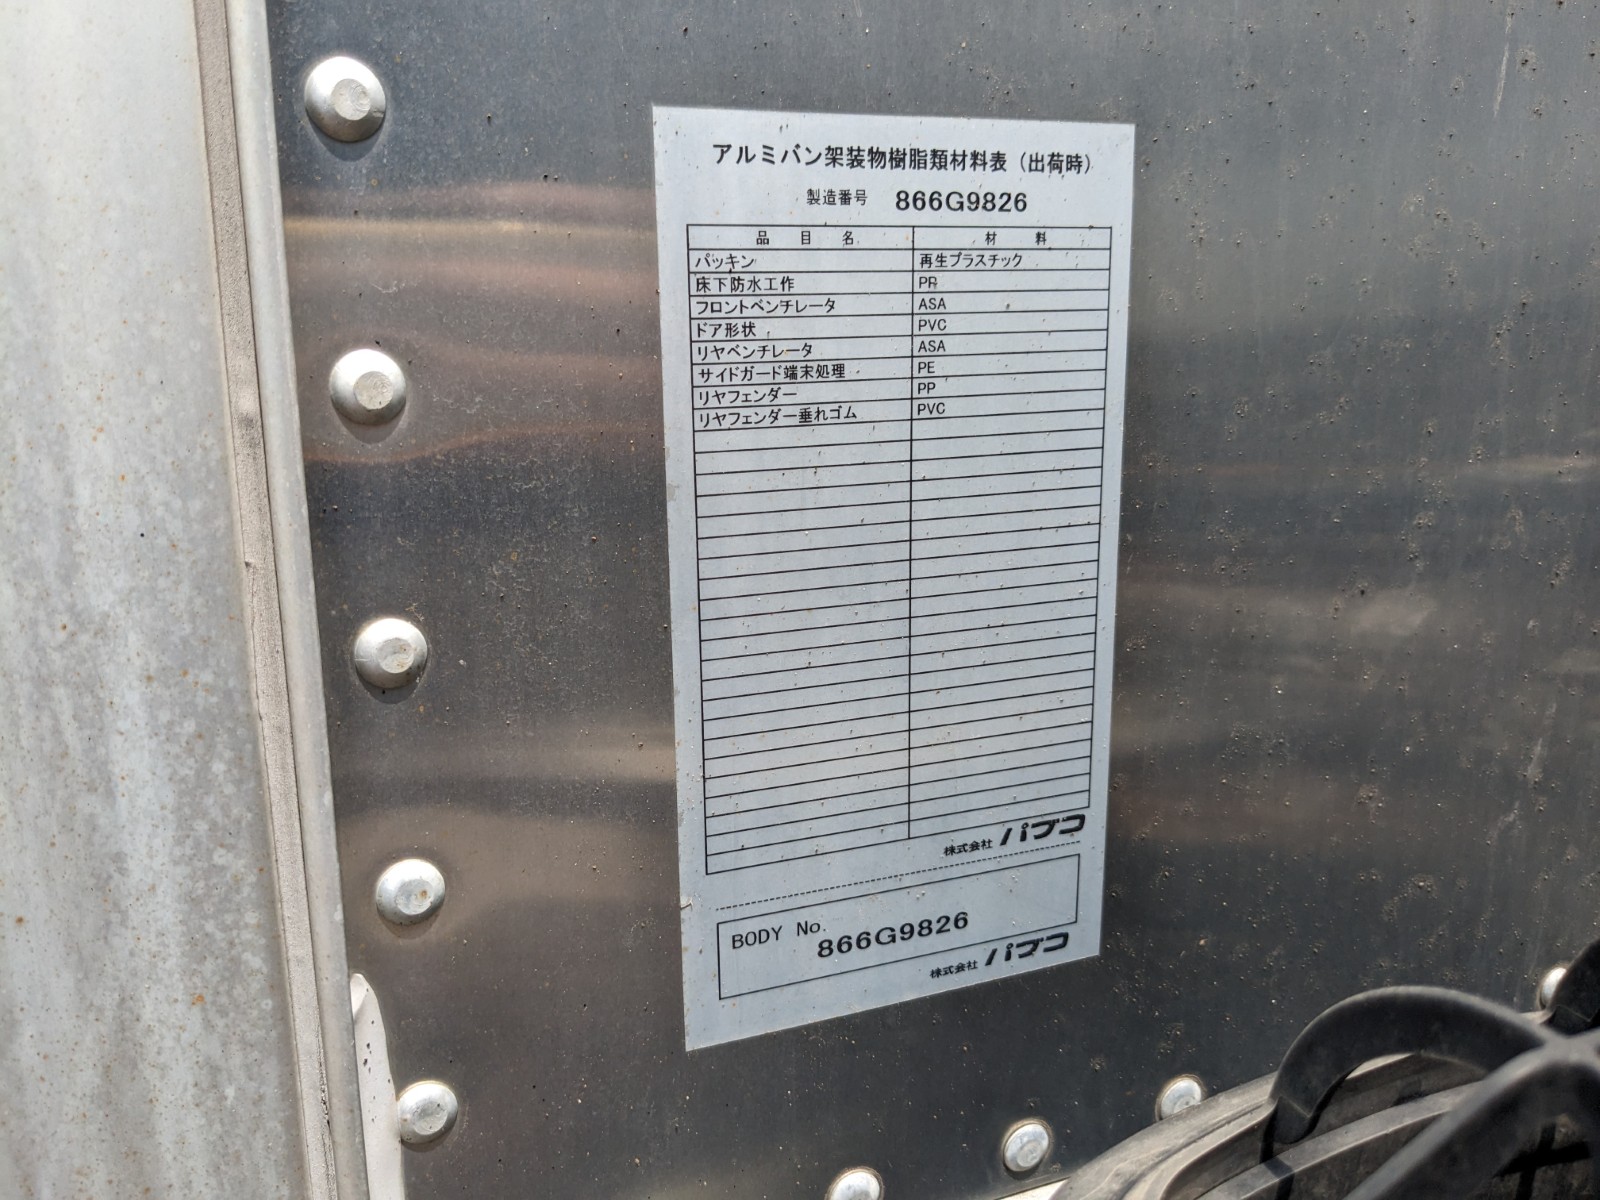 アルミバン架装物樹脂類材料表（出荷時）
製造番号 866G9826
品目名 材料
パッキン 再生プラスチック
床下防水工作 PR
フロントベンチレータ ASA
ドア形状 PVC
リヤベンチレータ ASA
サイドガード端末処理 PE
リヤフェンダー PP
リヤフェンダー垂れゴム PVC
株式会社 パブコ
BODY No. 866G9826
株式会社 パブコ